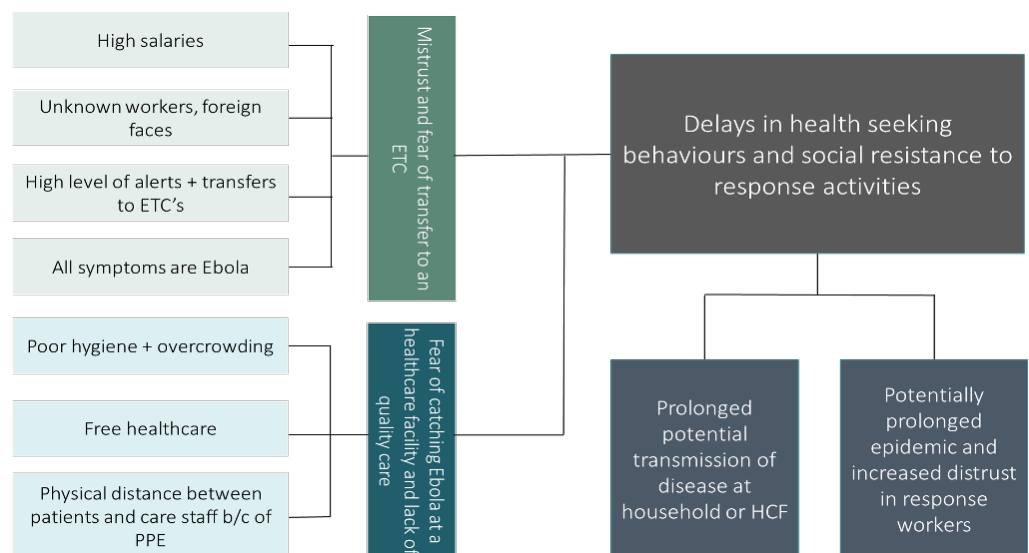 High salaries
Unknown workers, foreign
faces
High level of alerts + transfers
to ETC’s
All symptoms are Ebola
Poor hygiene + overcrowding
Free healthcare
Physical distance between
patients and care staff b/c of
PPE
Mistrust and fear of transfer to an
ETC
Fear of catching Ebola at a
healthcare facility and lack of
quality care
Delays in health seeking
behaviours and social resistance to
response activities
Prolonged
potential
transmission of
disease at
household or HCF
Potentially
prolonged
epidemic and
increased distrust
in response
workers